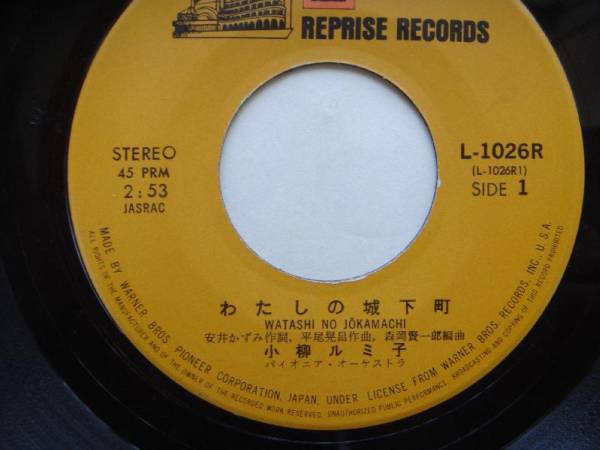 REPRISE RECORDS
STEREO
45 PRM
2:53
JASRAC
L-1026R
(L-1026R1)
SIDE 1
わたしの城下町
WATASHI NO JŌKAMACHI
安井かずみ作詞，平尾晃昌作曲，森岡賢一郎編曲
小柳ルミ子
パイオニア・オーケストラ
MADE BY WARNER BROS. PIONEER CORPORATION, JAPAN, UNDER LICENSE FROM WARNER BROS. RECORDS, INC., U.S.A.
ALL RIGHTS OF THE MANUFACTURER AND OF THE OWNER OF THE RECORDED WORK RESERVED. UNAUTHORIZED PUBLIC PERFORMANCE, BROADCASTING AND COPYING OF THIS RECORD PROHIBITED